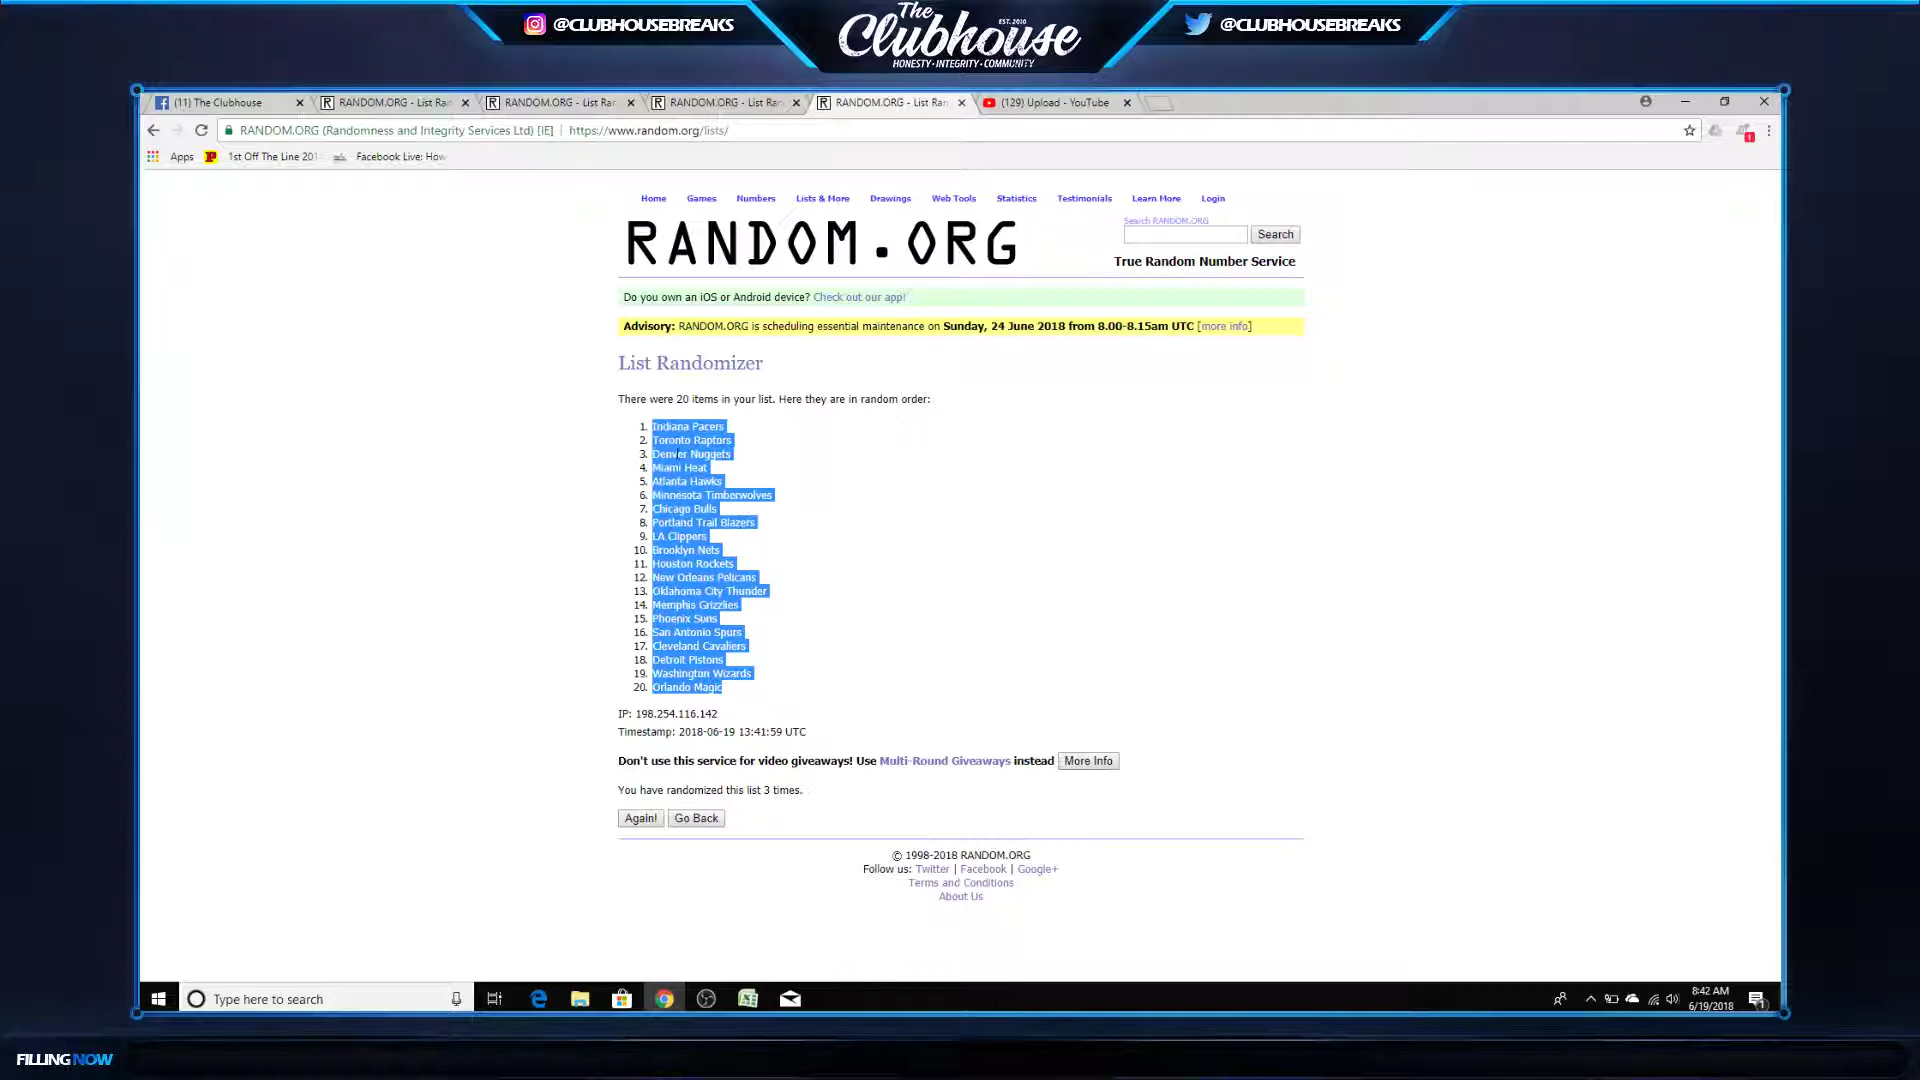 @CLUBHOUSEBREAKS
The
EST. 2010
Clubhouse
HONESTY·INTEGRITY·COMMUNITY
@CLUBHOUSEBREAKS
(11) The Clubhouse
RANDOM.ORG - List Ran
RANDOM.ORG - List Ran
RANDOM.ORG - List Ran
RANDOM.ORG - List Ran
(129) Upload - YouTube
RANDOM.ORG (Randomness and Integrity Services Ltd) [IE]
https://www.random.org/lists/
1
Apps
1st Off The Line 201
Facebook Live: How
Home Games Numbers Lists & More Drawings Web Tools Statistics Testimonials Learn More Login
RANDOM.ORG
Search RANDOM.ORG
Search
True Random Number Service
Do you own an iOS or Android device? Check out our app!
Advisory: RANDOM.ORG is scheduling essential maintenance on Sunday, 24 June 2018 from 8.00-8.15am UTC [more info]
List Randomizer
There were 20 items in your list. Here they are in random order:
1. Indiana Pacers
2. Toronto Raptors
3. Denver Nuggets
4. Miami Heat
5. Atlanta Hawks
6. Minnesota Timberwolves
7. Chicago Bulls
8. Portland Trail Blazers
9. LA Clippers
10. Brooklyn Nets
11. Houston Rockets
12. New Orleans Pelicans
13. Oklahoma City Thunder
14. Memphis Grizzlies
15. Phoenix Suns
16. San Antonio Spurs
17. Cleveland Cavaliers
18. Detroit Pistons
19. Washington Wizards
20. Orlando Magic
IP: 198.254.116.142
Timestamp: 2018-06-19 13:41:59 UTC
Don't use this service for video giveaways! Use Multi-Round Giveaways instead More Info
You have randomized this list 3 times.
Again! Go Back
© 1998-2018 RANDOM.ORG
Follow us: Twitter | Facebook | Google+
Terms and Conditions
About Us
Type here to search
8:42 AM
6/19/2018
1
FILLING NOW